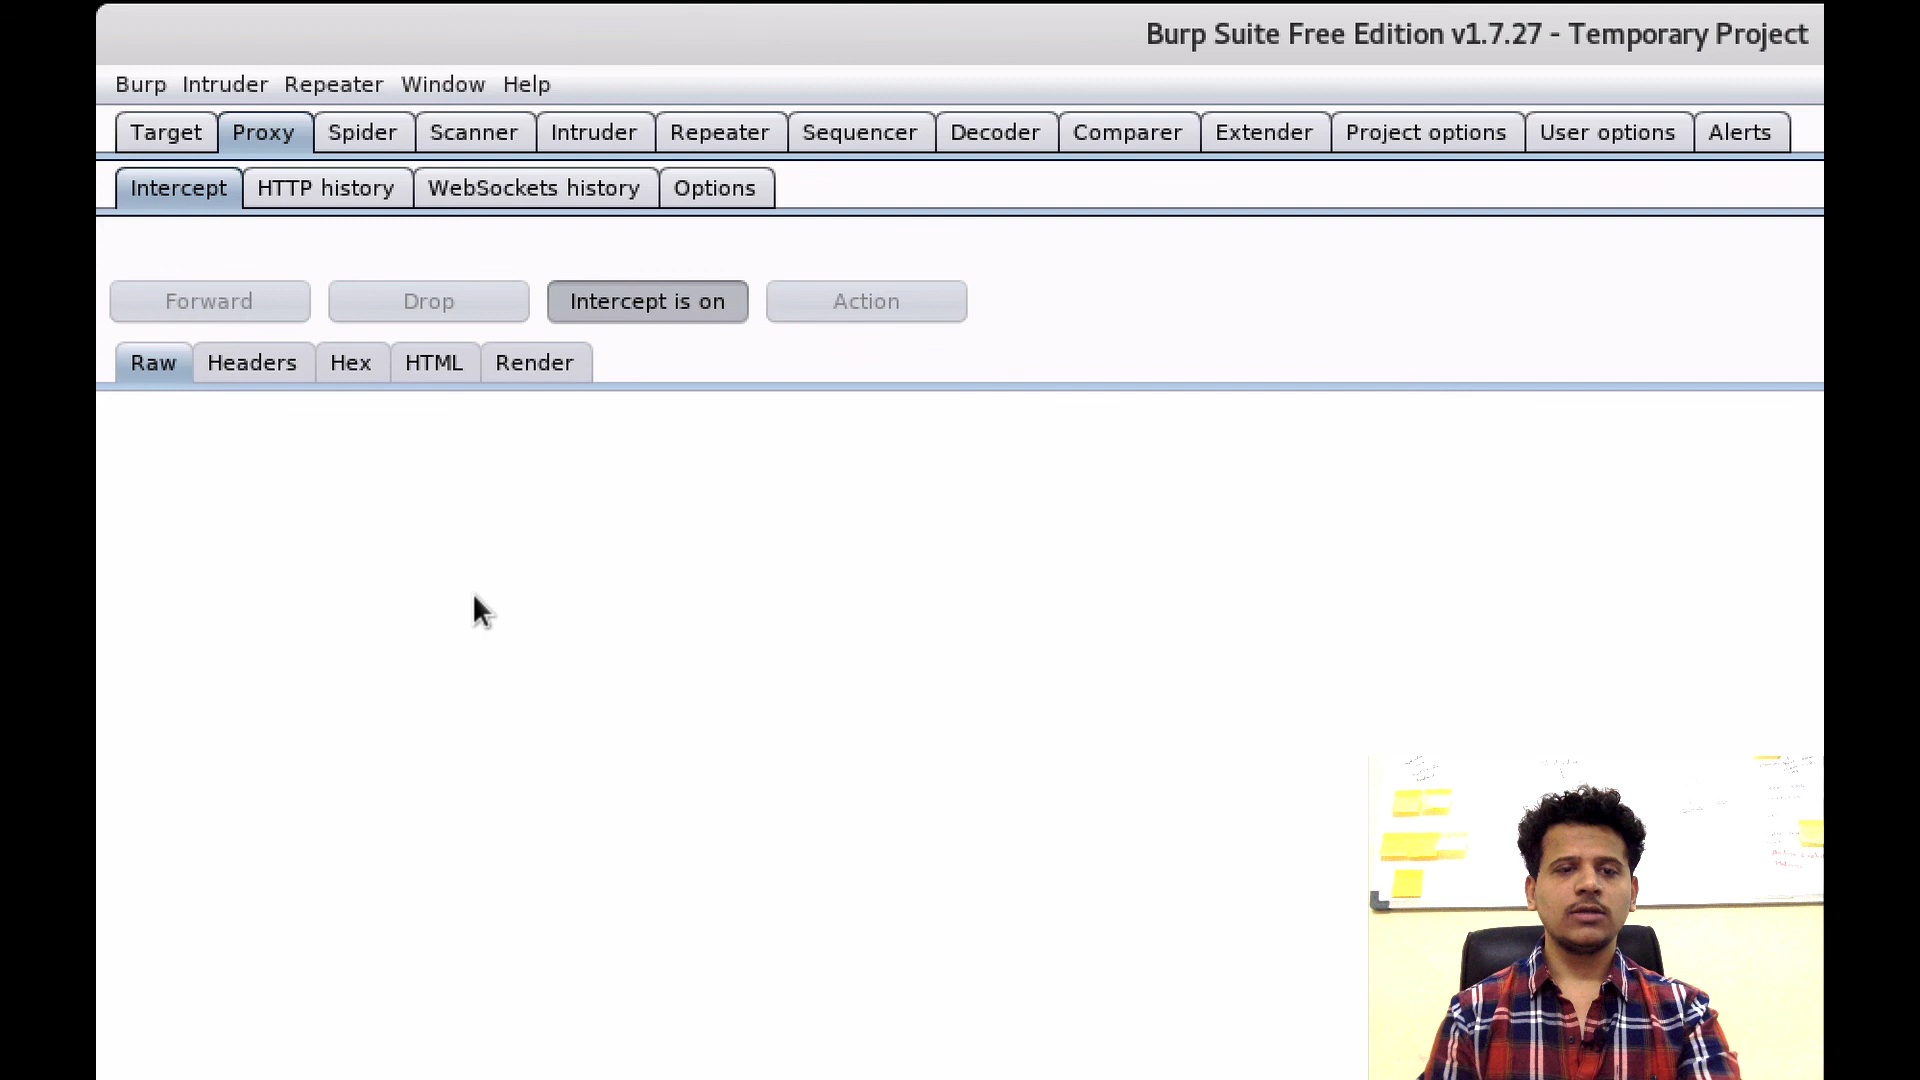 Burp Suite Free Edition v1.7.27 - Temporary Project
Burp Intruder Repeater Window Help
Target Proxy Spider Scanner Intruder Repeater Sequencer Decoder Comparer Extender Project options User options Alerts
Intercept HTTP history WebSockets history Options
Forward Drop Intercept is on Action
Raw Headers Hex HTML Render